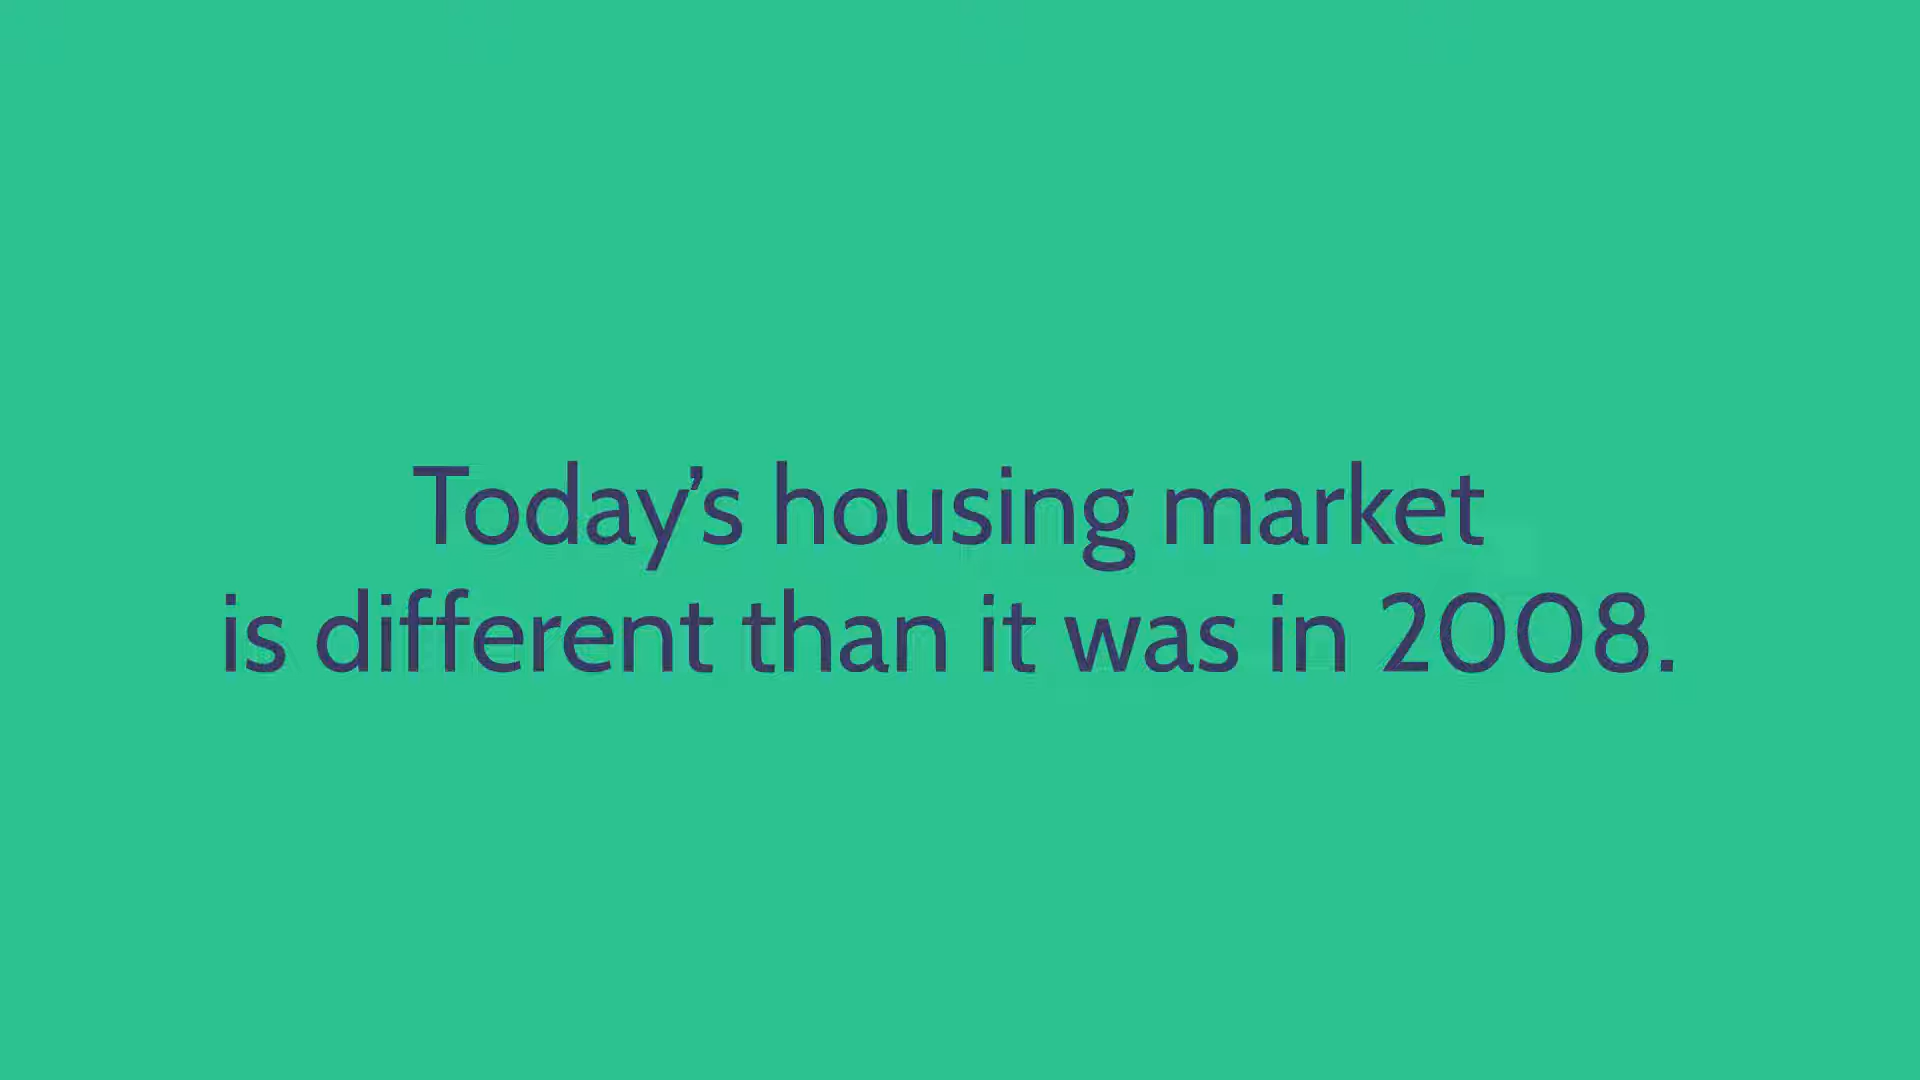 Today’s housing market
is different than it was in 2008.